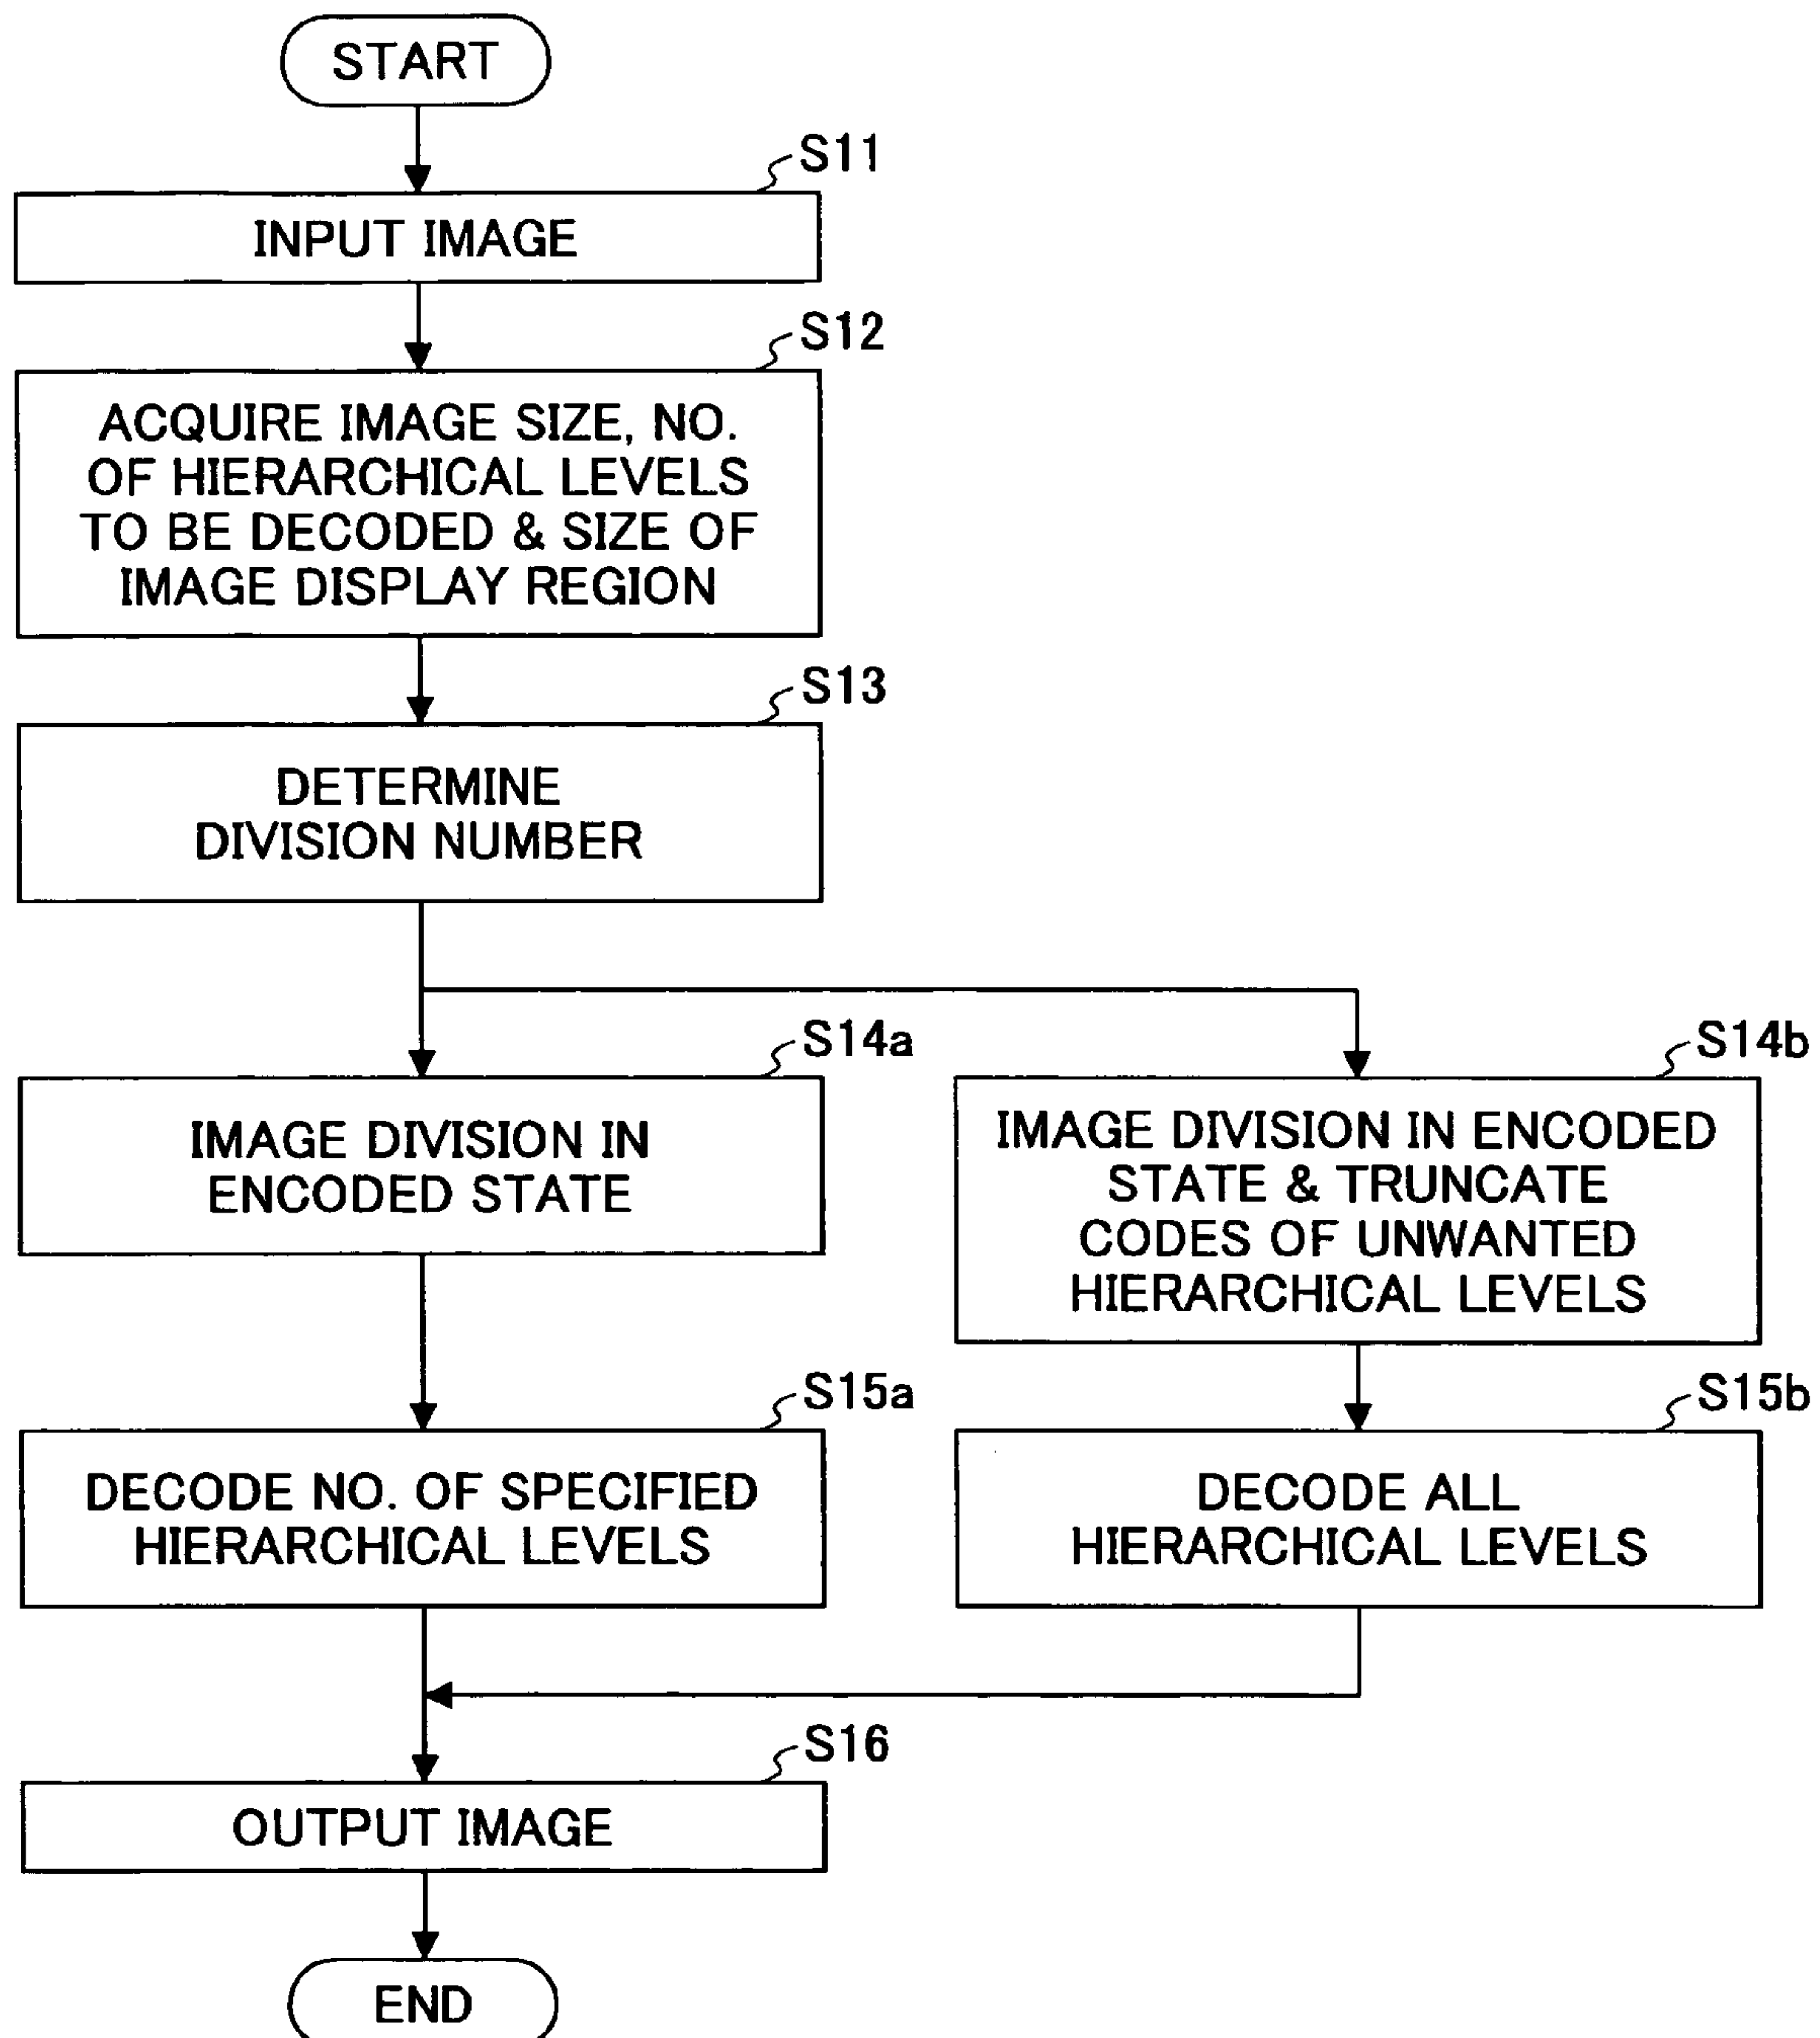 START
S11
INPUT IMAGE
S12
ACQUIRE IMAGE SIZE, NO.
OF HIERARCHICAL LEVELS
TO BE DECODED & SIZE OF
IMAGE DISPLAY REGION
S13
DETERMINE
DIVISION NUMBER
S14a
IMAGE DIVISION IN
ENCODED STATE
S14b
IMAGE DIVISION IN ENCODED
STATE & TRUNCATE
CODES OF UNWANTED
HIERARCHICAL LEVELS
S15a
DECODE NO. OF SPECIFIED
HIERARCHICAL LEVELS
S15b
DECODE ALL
HIERARCHICAL LEVELS
S16
OUTPUT IMAGE
END